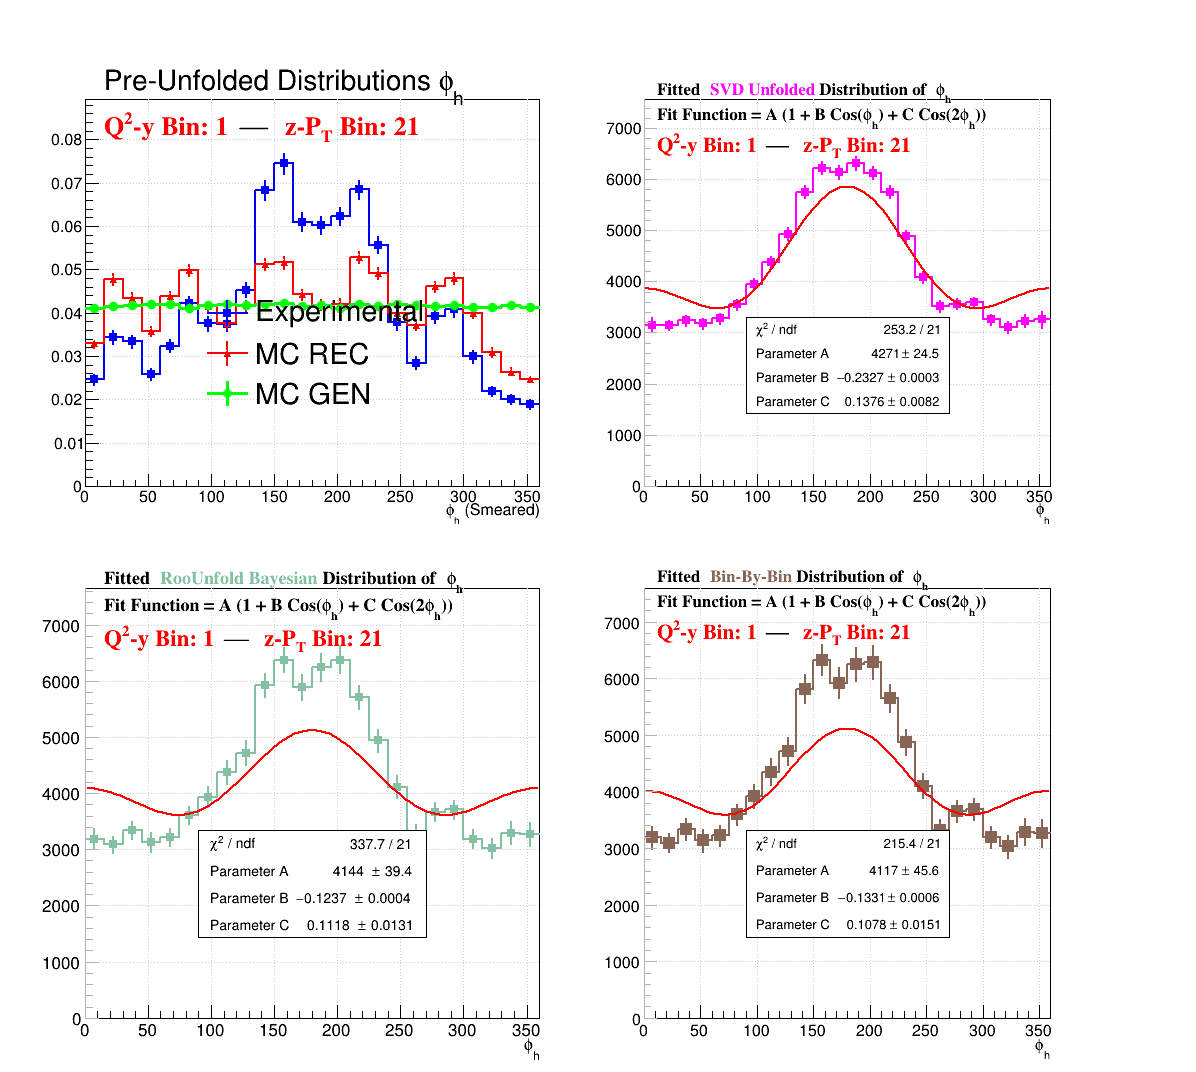 Pre-Unfolded Distributions ϕh
Q²-y Bin: 1 — z-PT Bin: 21
0.08
0.07
0.06
0.05
0.04
0.03
0.02
0.01
0
Experimental
MC REC
MC GEN
0 50 100 150 200 250 300 350
ϕh (Smeared)
Fitted SVD Unfolded Distribution of ϕh
Fit Function = A (1 + B Cos(ϕh) + C Cos(2ϕh))
Q²-y Bin: 1 — z-PT Bin: 21
7000
6000
5000
4000
3000
2000
1000
0
χ² / ndf 253.2 / 21
Parameter A 4271 ± 24.5
Parameter B −0.2327 ± 0.0003
Parameter C 0.1376 ± 0.0082
0 50 100 150 200 250 300 350
ϕh
Fitted RooUnfold Bayesian Distribution of ϕh
Fit Function = A (1 + B Cos(ϕh) + C Cos(2ϕh))
Q²-y Bin: 1 — z-PT Bin: 21
7000
6000
5000
4000
3000
2000
1000
0
χ² / ndf 337.7 / 21
Parameter A 4144 ± 39.4
Parameter B −0.1237 ± 0.0004
Parameter C 0.1118 ± 0.0131
0 50 100 150 200 250 300 350
ϕh
Fitted Bin-By-Bin Distribution of ϕh
Fit Function = A (1 + B Cos(ϕh) + C Cos(2ϕh))
Q²-y Bin: 1 — z-PT Bin: 21
7000
6000
5000
4000
3000
2000
1000
0
χ² / ndf 215.4 / 21
Parameter A 4117 ± 45.6
Parameter B −0.1331 ± 0.0006
Parameter C 0.1078 ± 0.0151
0 50 100 150 200 250 300 350
ϕh